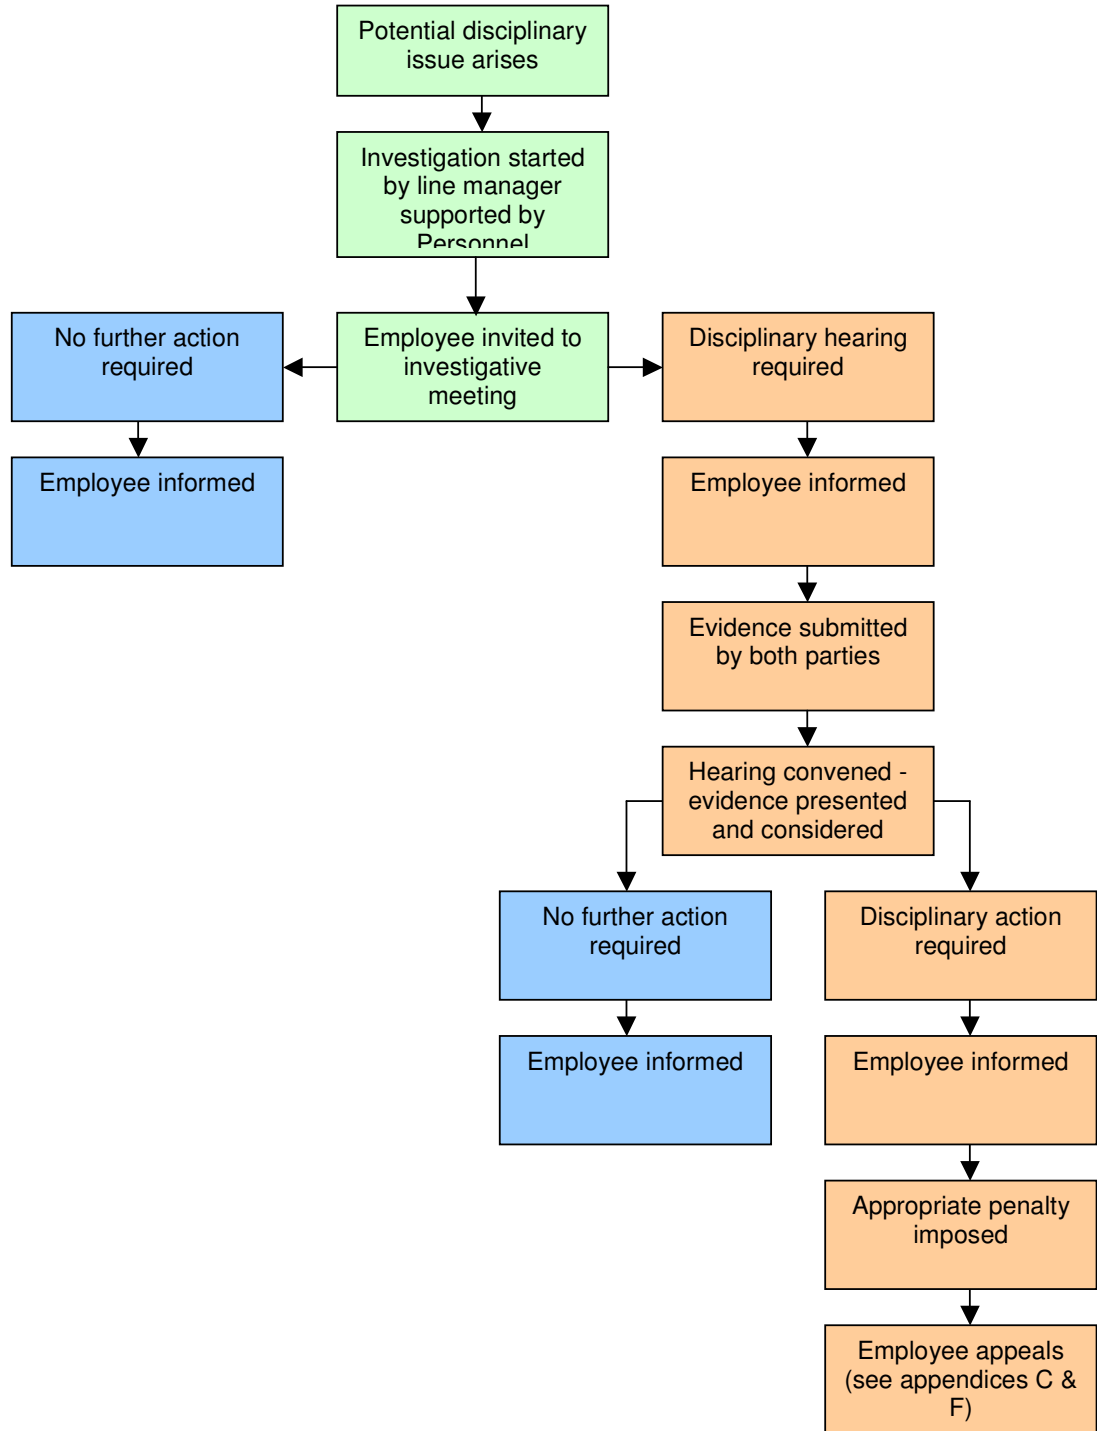 Potential disciplinary
issue arises
Investigation started
by line manager
supported by
Personnel
No further action
required
Employee invited to
investigative
meeting
Disciplinary hearing
required
Employee informed
Employee informed
Evidence submitted
by both parties
Hearing convened -
evidence presented
and considered
No further action
required
Disciplinary action
required
Employee informed
Employee informed
Appropriate penalty
imposed
Employee appeals
(see appendices C &
F)